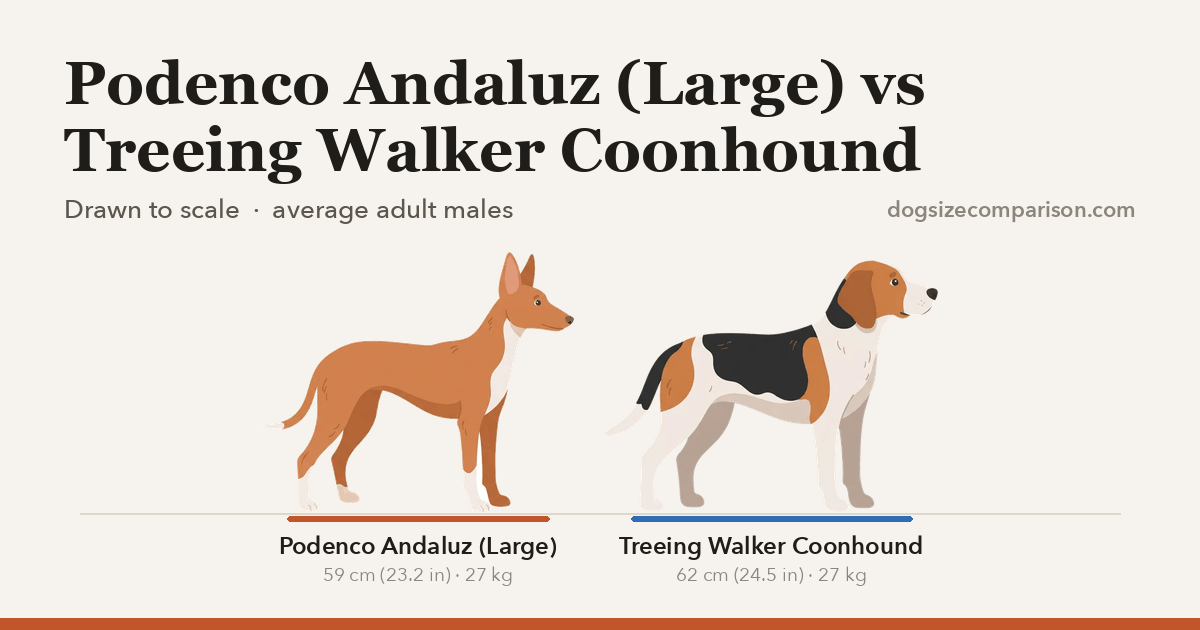 Podenco Andaluz (Large) vs
Treeing Walker Coonhound
Drawn to scale · average adult males
dogsizecomparison.com
Podenco Andaluz (Large)
59 cm (23.2 in) · 27 kg
Treeing Walker Coonhound
62 cm (24.5 in) · 27 kg